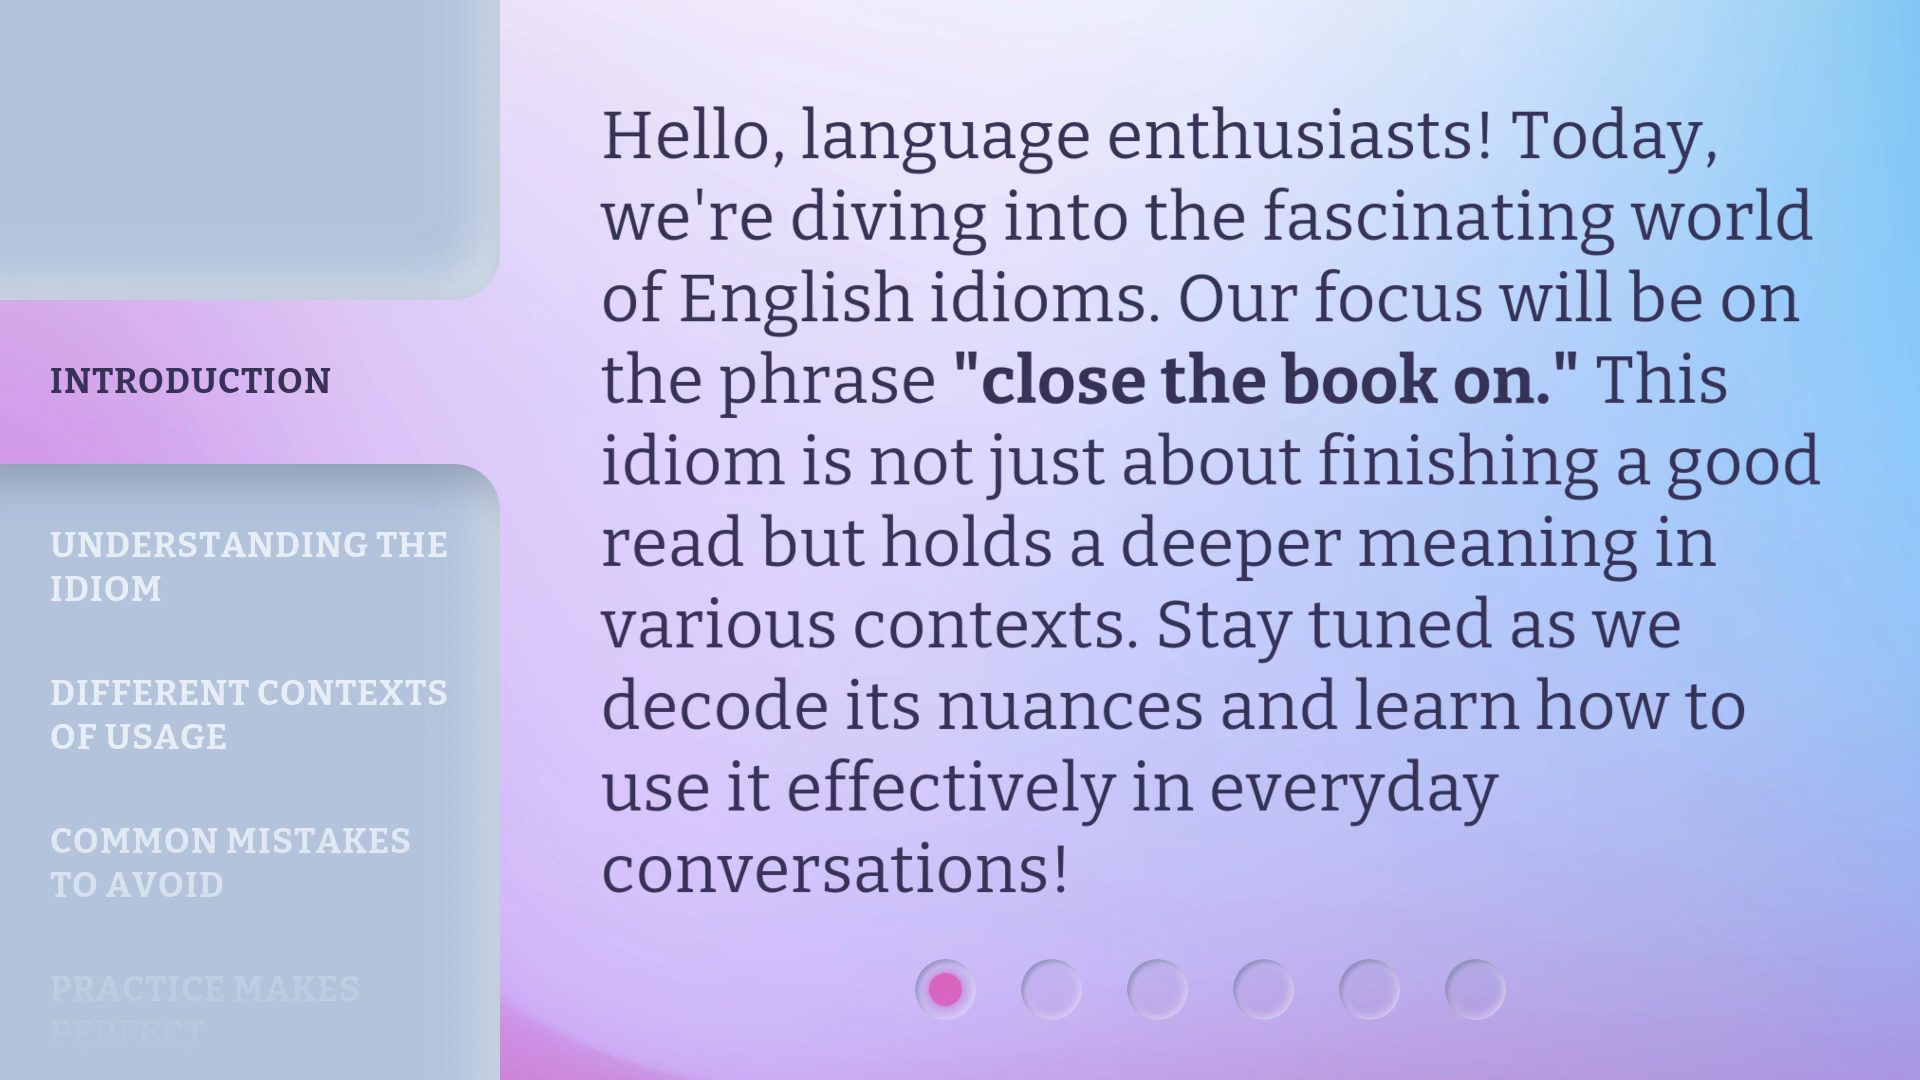 INTRODUCTION
UNDERSTANDING THE
IDIOM
DIFFERENT CONTEXTS
OF USAGE
COMMON MISTAKES
TO AVOID
PRACTICE MAKES
PERFECT
Hello, language enthusiasts! Today,
we're diving into the fascinating world
of English idioms. Our focus will be on
the phrase "close the book on." This
idiom is not just about finishing a good
read but holds a deeper meaning in
various contexts. Stay tuned as we
decode its nuances and learn how to
use it effectively in everyday
conversations!